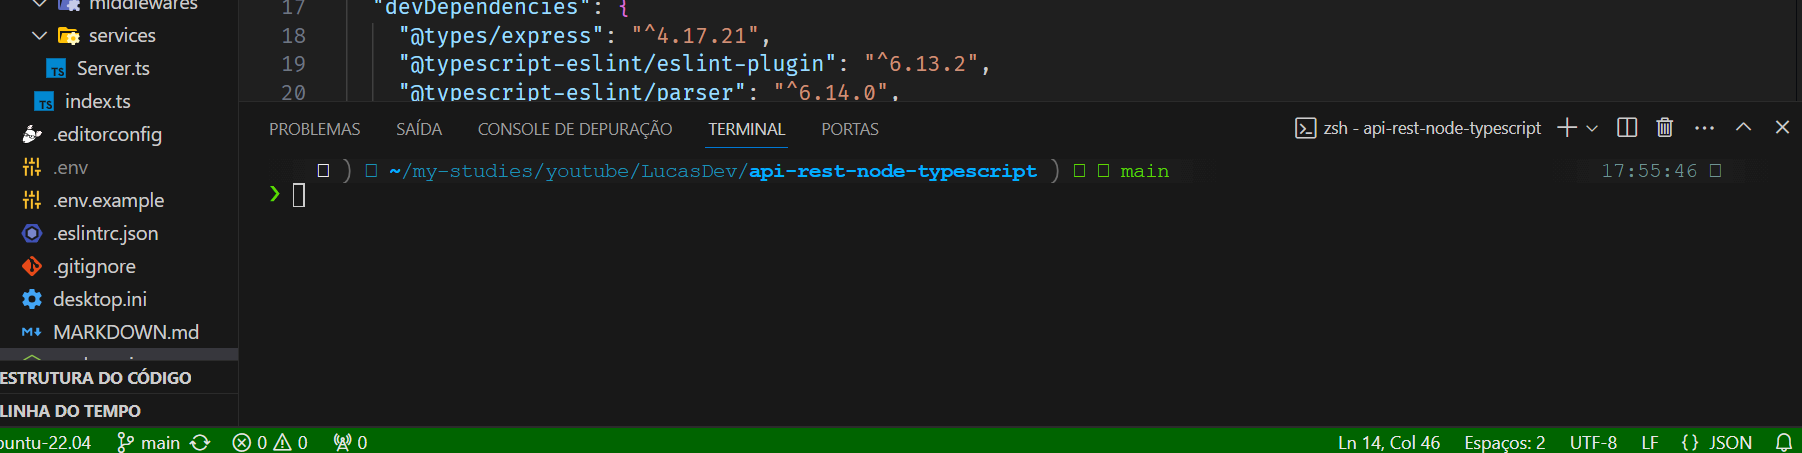 middlewares
services
Server.ts
index.ts
.editorconfig
.env
.env.example
.eslintrc.json
.gitignore
desktop.ini
MARKDOWN.md
ESTRUTURA DO CÓDIGO
LINHA DO TEMPO
17 "devDependencies": {
18 "@types/express": "^4.17.21",
19 "@typescript-eslint/eslint-plugin": "^6.13.2",
20 "@typescript-eslint/parser": "^6.14.0",
PROBLEMAS SAÍDA CONSOLE DE DEPURAÇÃO TERMINAL PORTAS zsh - api-rest-node-typescript
) ~/my-studies/youtube/LucasDev/api-rest-node-typescript ) main 17:55:46
❯
buntu-22.04 main 0 0 0 Ln 14, Col 46 Espaços: 2 UTF-8 LF {} JSON